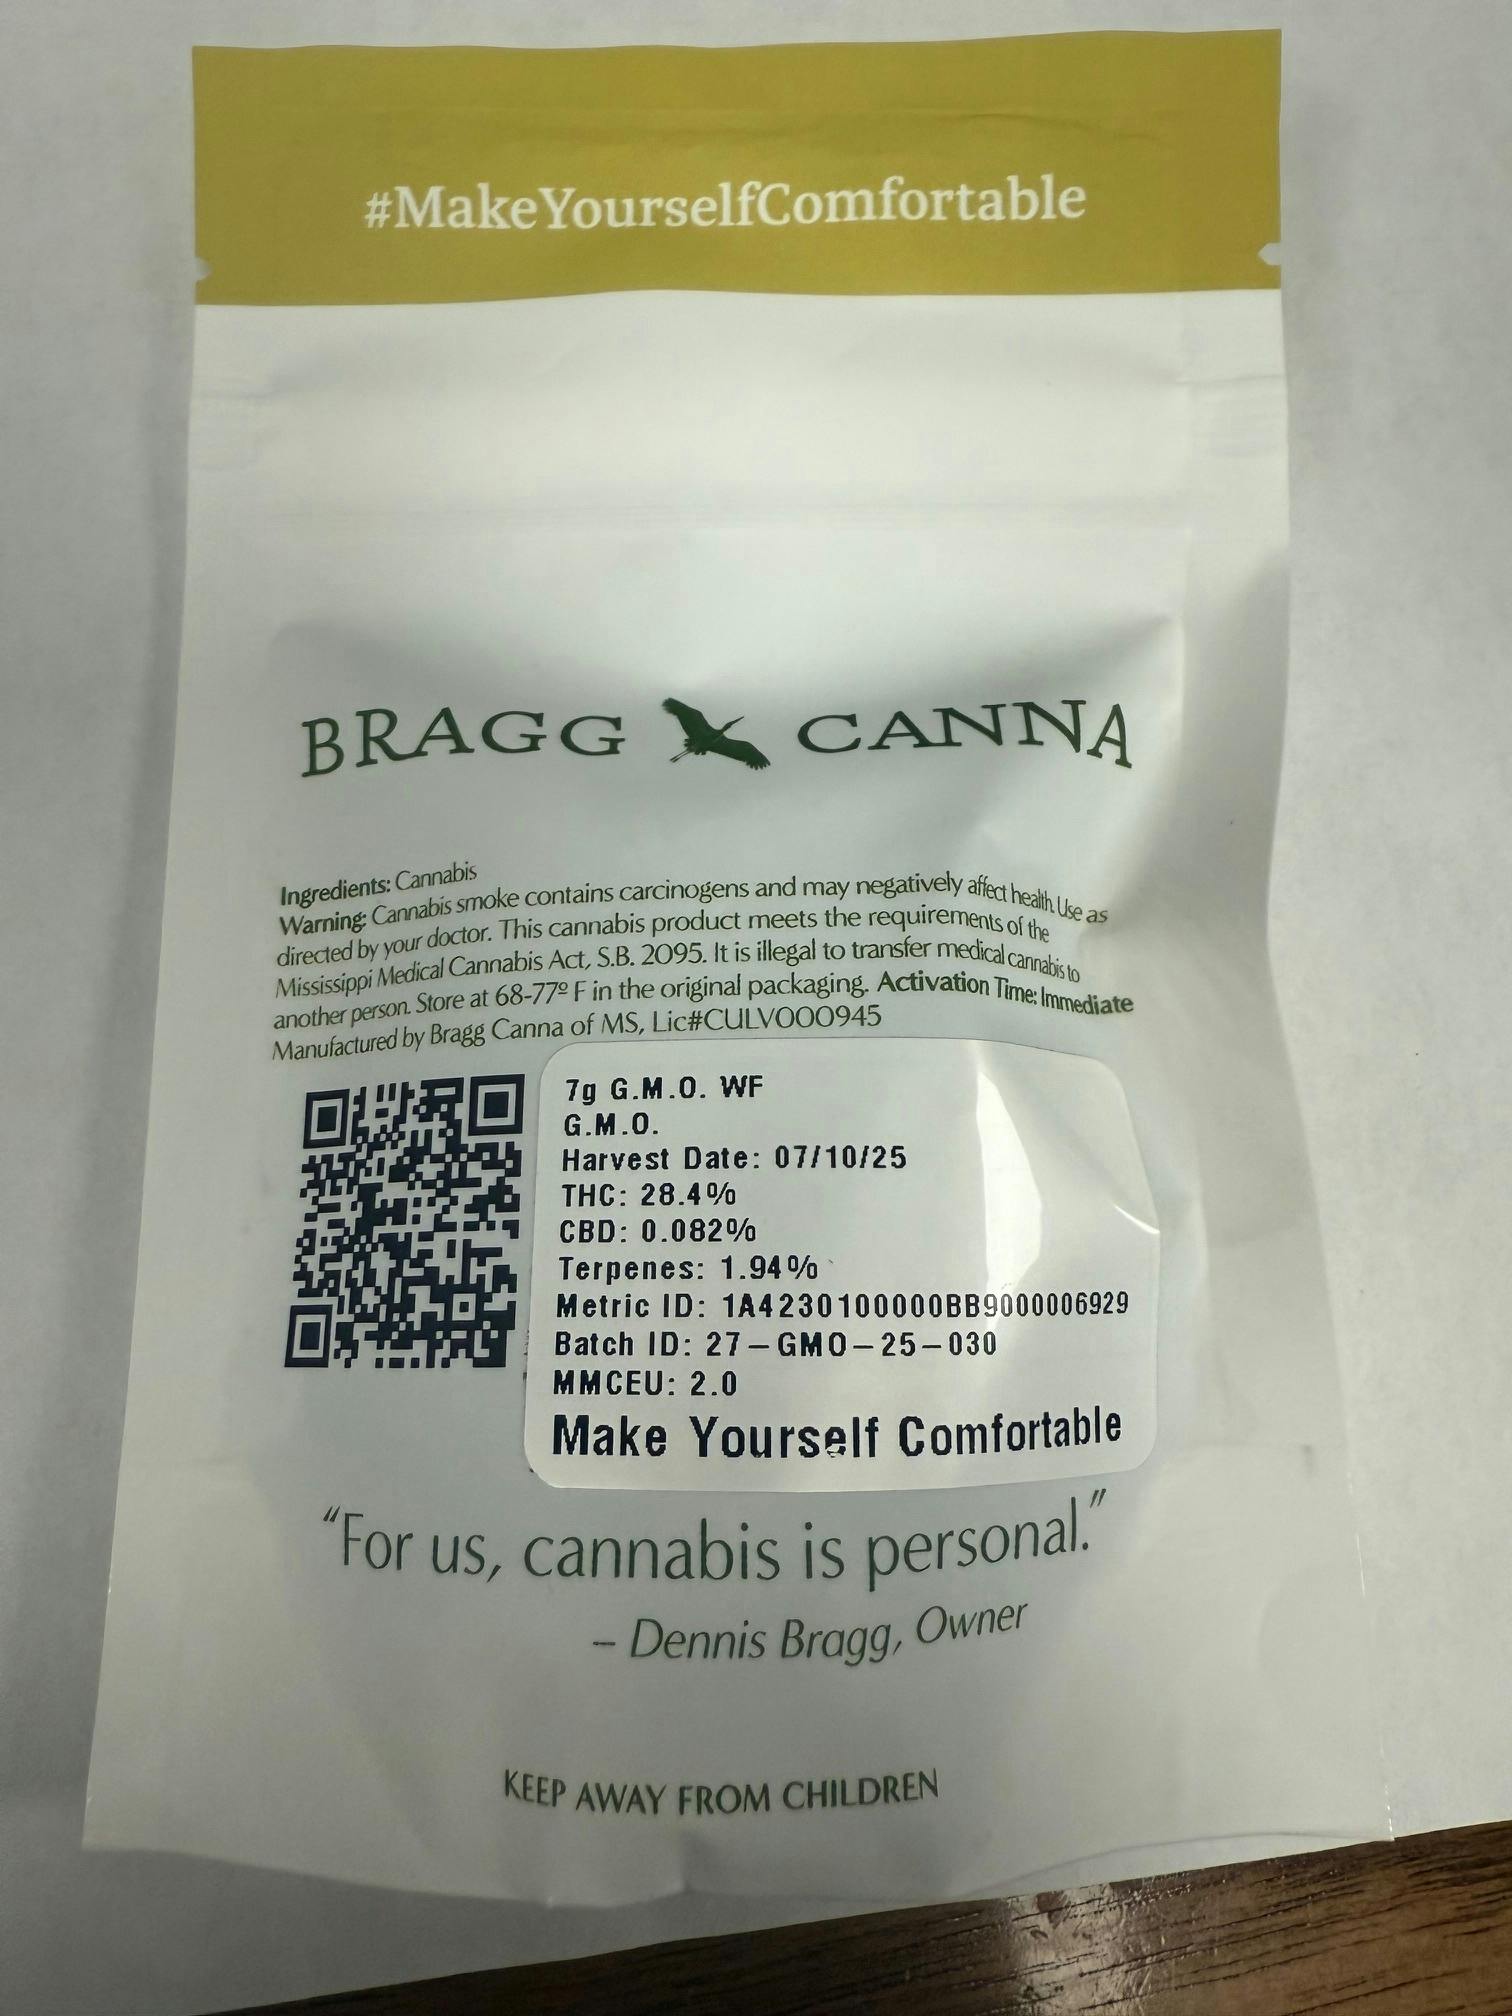 #MakeYourselfComfortable
BRAGG CANNA
Ingredients: Cannabis
Warning: Cannabis smoke contains carcinogens and may negatively affect health. Use as
directed by your doctor. This cannabis product meets the requirements of the
Mississippi Medical Cannabis Act, S.B. 2095. It is illegal to transfer medical cannabis to
another person. Store at 68-77º F in the original packaging. Activation Time: Immediate
Manufactured by Bragg Canna of MS, Lic#CULV000945
7g G.M.O. WF
G.M.O.
Harvest Date: 07/10/25
THC: 28.4%
CBD: 0.082%
Terpenes: 1.94%
Metric ID: 1A4230100000BB9000006929
Batch ID: 27-GMO-25-030
MMCEU: 2.0
Make Yourself Comfortable
"For us, cannabis is personal."
– Dennis Bragg, Owner
KEEP AWAY FROM CHILDREN